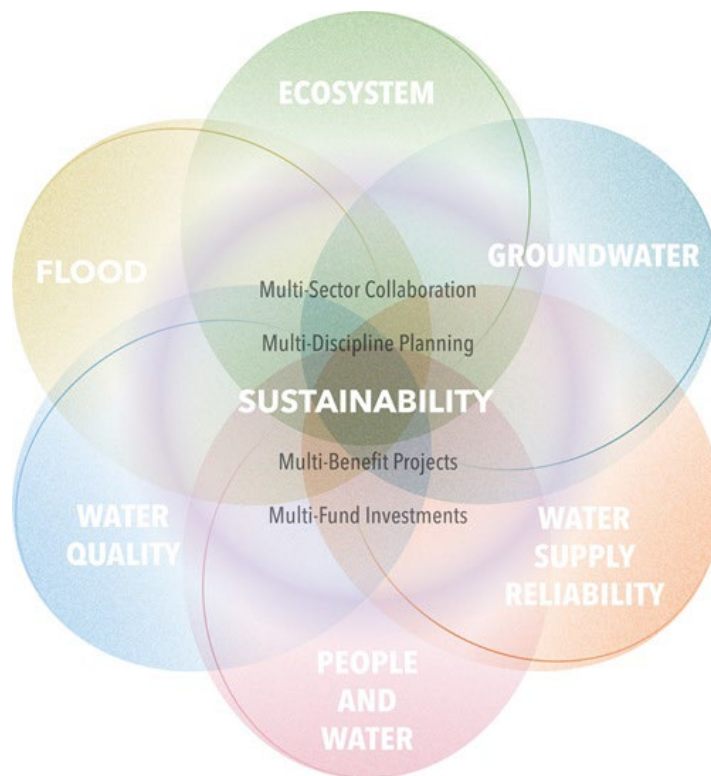 ECOSYSTEM
FLOOD
GROUNDWATER
Multi-Sector Collaboration
Multi-Discipline Planning
SUSTAINABILITY
Multi-Benefit Projects
Multi-Fund Investments
WATER
QUALITY
WATER
SUPPLY
RELIABILITY
PEOPLE
AND
WATER